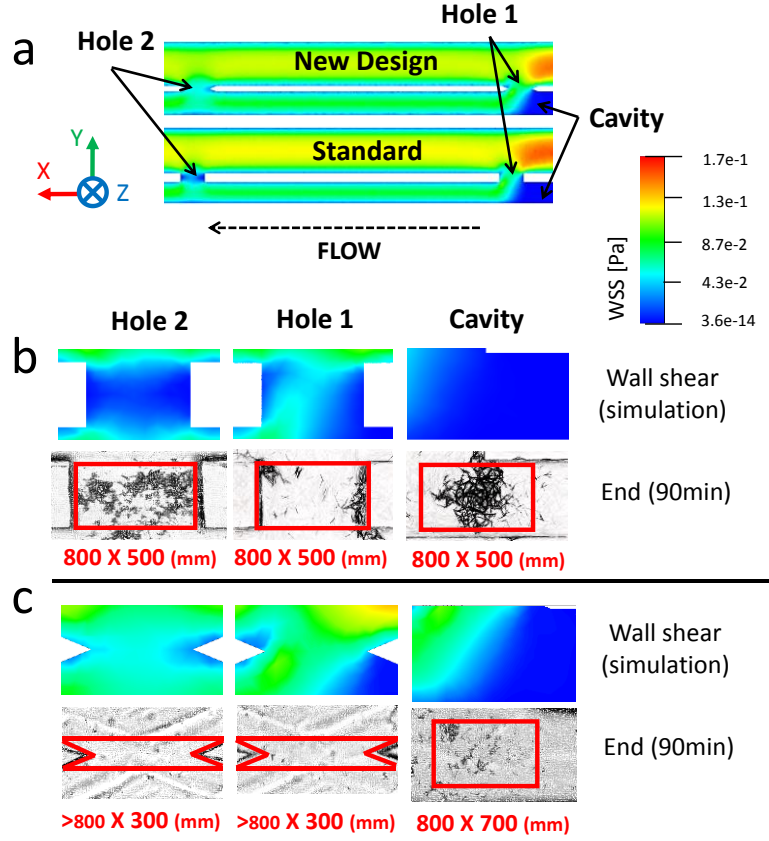 a
Hole 2
Hole 1
New Design
Cavity
Standard
Y
X
Z
FLOW
WSS [Pa]
1.7e-1
1.3e-1
8.7e-2
4.3e-2
3.6e-14
Hole 2 Hole 1 Cavity
b
Wall shear
(simulation)
End (90min)
800 X 500 (mm) 800 X 500 (mm) 800 X 500 (mm)
c
Wall shear
(simulation)
End (90min)
>800 X 300 (mm) >800 X 300 (mm) 800 X 700 (mm)